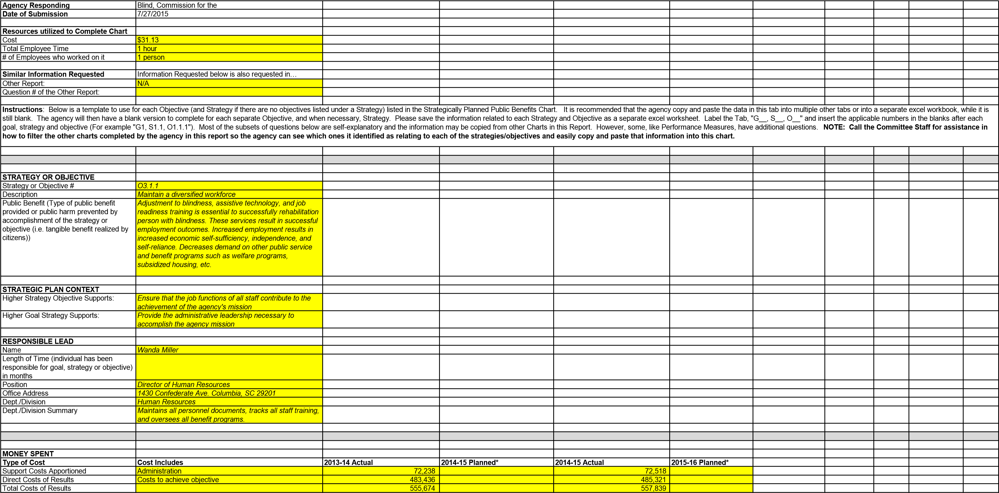 Agency Responding Blind, Commission for the
Date of Submission 7/27/2015
Resources utilized to Complete Chart
Cost $31.13
Total Employee Time 1 hour
# of Employees who worked on it 1 person
Similar Information Requested Information Requested below is also requested in…
Other Report: N/A
Question # of the Other Report:
Instructions:  Below is a template to use for each Objective (and Strategy if there are no objectives listed under a Strategy) listed in the Strategically Planned Public Benefits Chart.   It is recommended that the agency copy and paste the data in this tab into multiple other tabs or into a separate excel workbook, while it is
still blank.  The agency will then have a blank version to complete for each separate Objective, and when necessary, Strategy.  Please save the information related to each Strategy and Objective as a separate excel worksheet.  Label the Tab, "G__, S__, O__" and insert the applicable numbers in the blanks after each
goal, strategy and objective (For example "G1, S1.1, O1.1.1").  Most of the subsets of questions below are self-explanatory and the information may be copied from other Charts in this Report.  However, some, like Performance Measures, have additional questions.   NOTE:  Call the Committee Staff for assistance in
how to filter the other charts completed by the agency in this report so the agency can see which ones it identified as relating to each of the strategies/objectives and easily copy and paste that information into this chart.
STRATEGY OR OBJECTIVE
Strategy or Objective # O3.1.1
Description Maintain a diversified workforce
Public Benefit (Type of public benefit
provided or public harm prevented by
accomplishment of the strategy or
objective (i.e. tangible benefit realized by
citizens))
Adjustment to blindness, assistive technology, and job
readiness training is essential to successfully rehabilitation
person with blindness. These services result in successful
employment outcomes. Increased employment results in
increased economic self-sufficiency, independence, and
self-reliance. Decreases demand on other public service
and benefit programs such as welfare programs,
subsidized housing, etc.
STRATEGIC PLAN CONTEXT
Higher Strategy Objective Supports: Ensure that the job functions of all staff contribute to the
achievement of the agency's mission
Higher Goal Strategy Supports: Provide the administrative leadership necessary to
accomplish the agency mission
RESPONSIBLE LEAD
Name Wanda Miller
Length of Time (individual has been
responsible for goal, strategy or objective)
in months
Position Director of Human Resources
Office Address 1430 Confederate Ave. Columbia, SC 29201
Dept./Division Human Resources
Dept./Division Summary Maintains all personnel documents, tracks all staff training,
and oversees all benefit programs.
MONEY SPENT
Type of Cost Cost Includes 2013-14 Actual 2014-15 Planned* 2014-15 Actual 2015-16 Planned*
Support Costs Apportioned Administration 72,238 72,518
Direct Costs of Results Costs to achieve objective 483,436 485,321
Total Costs of Results 555,674 557,839